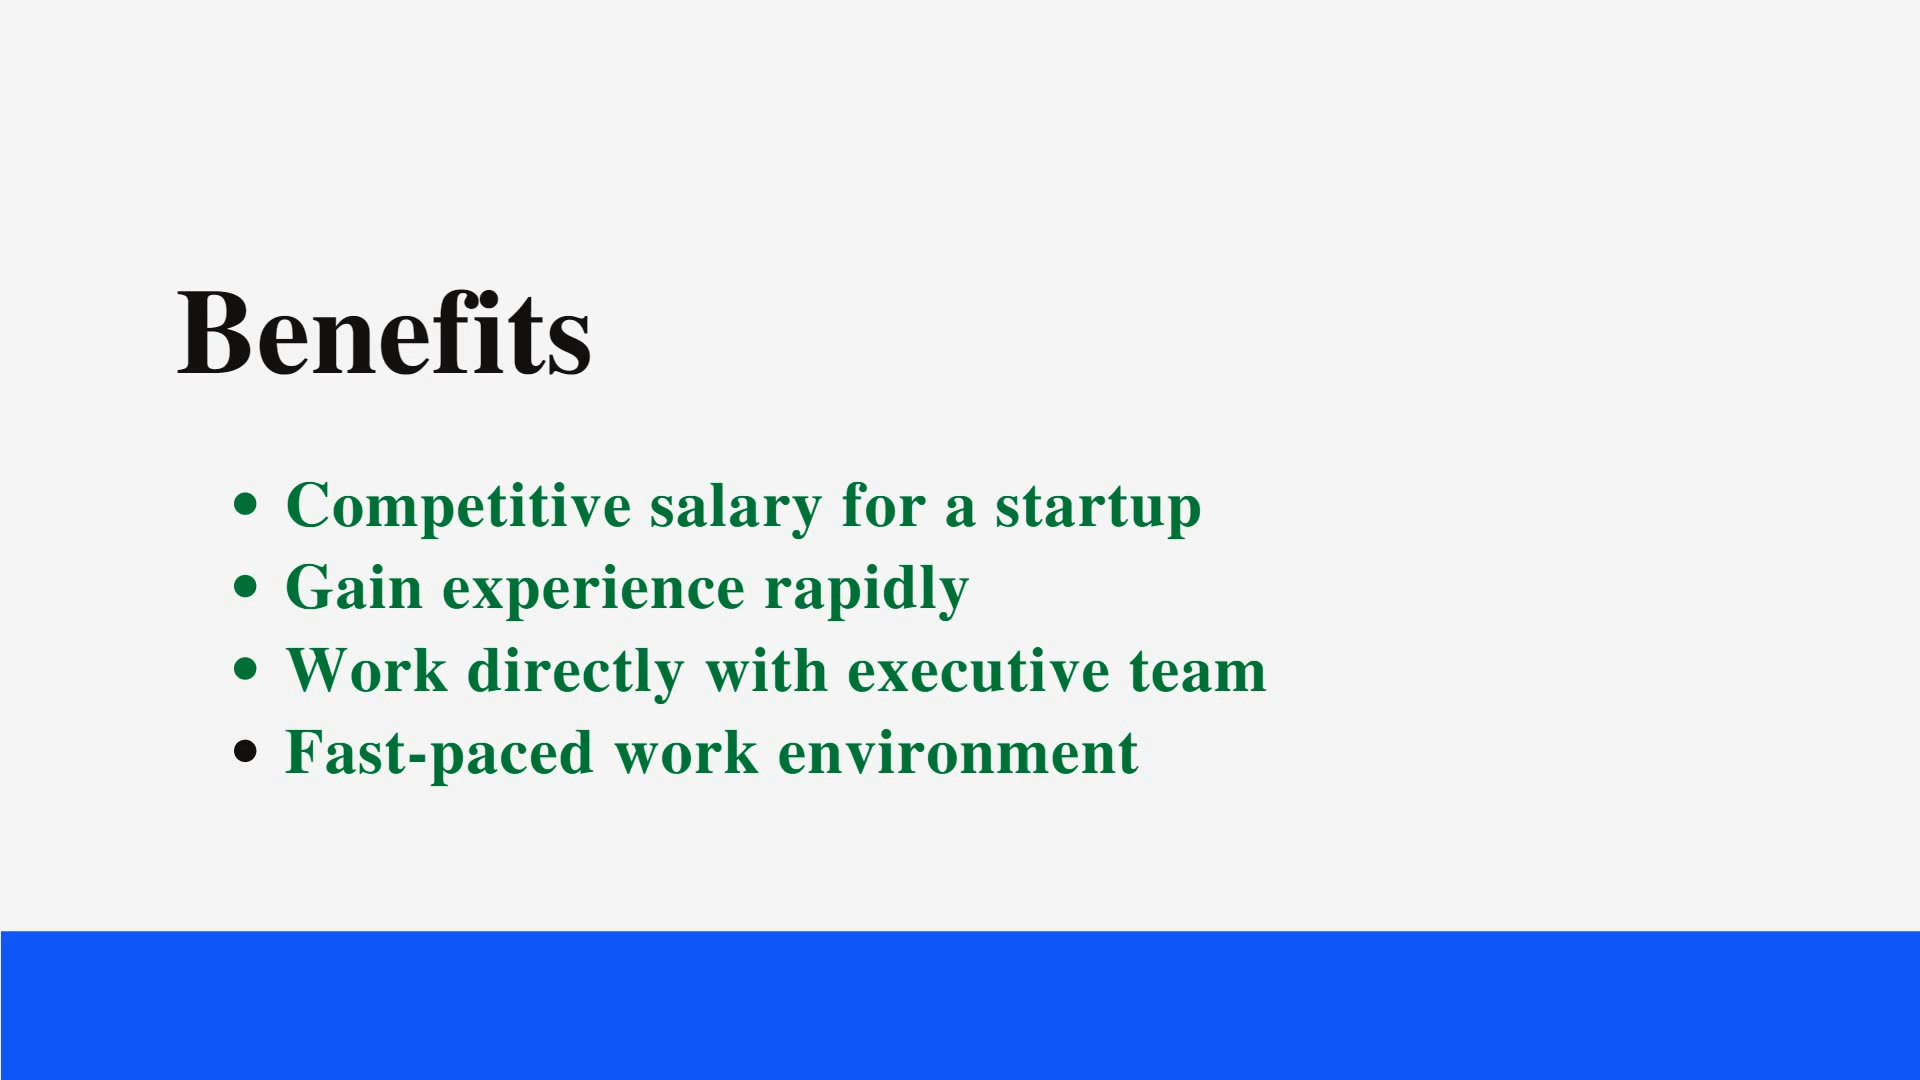 Benefits
• Competitive salary for a startup
• Gain experience rapidly
• Work directly with executive team
• Fast-paced work environment